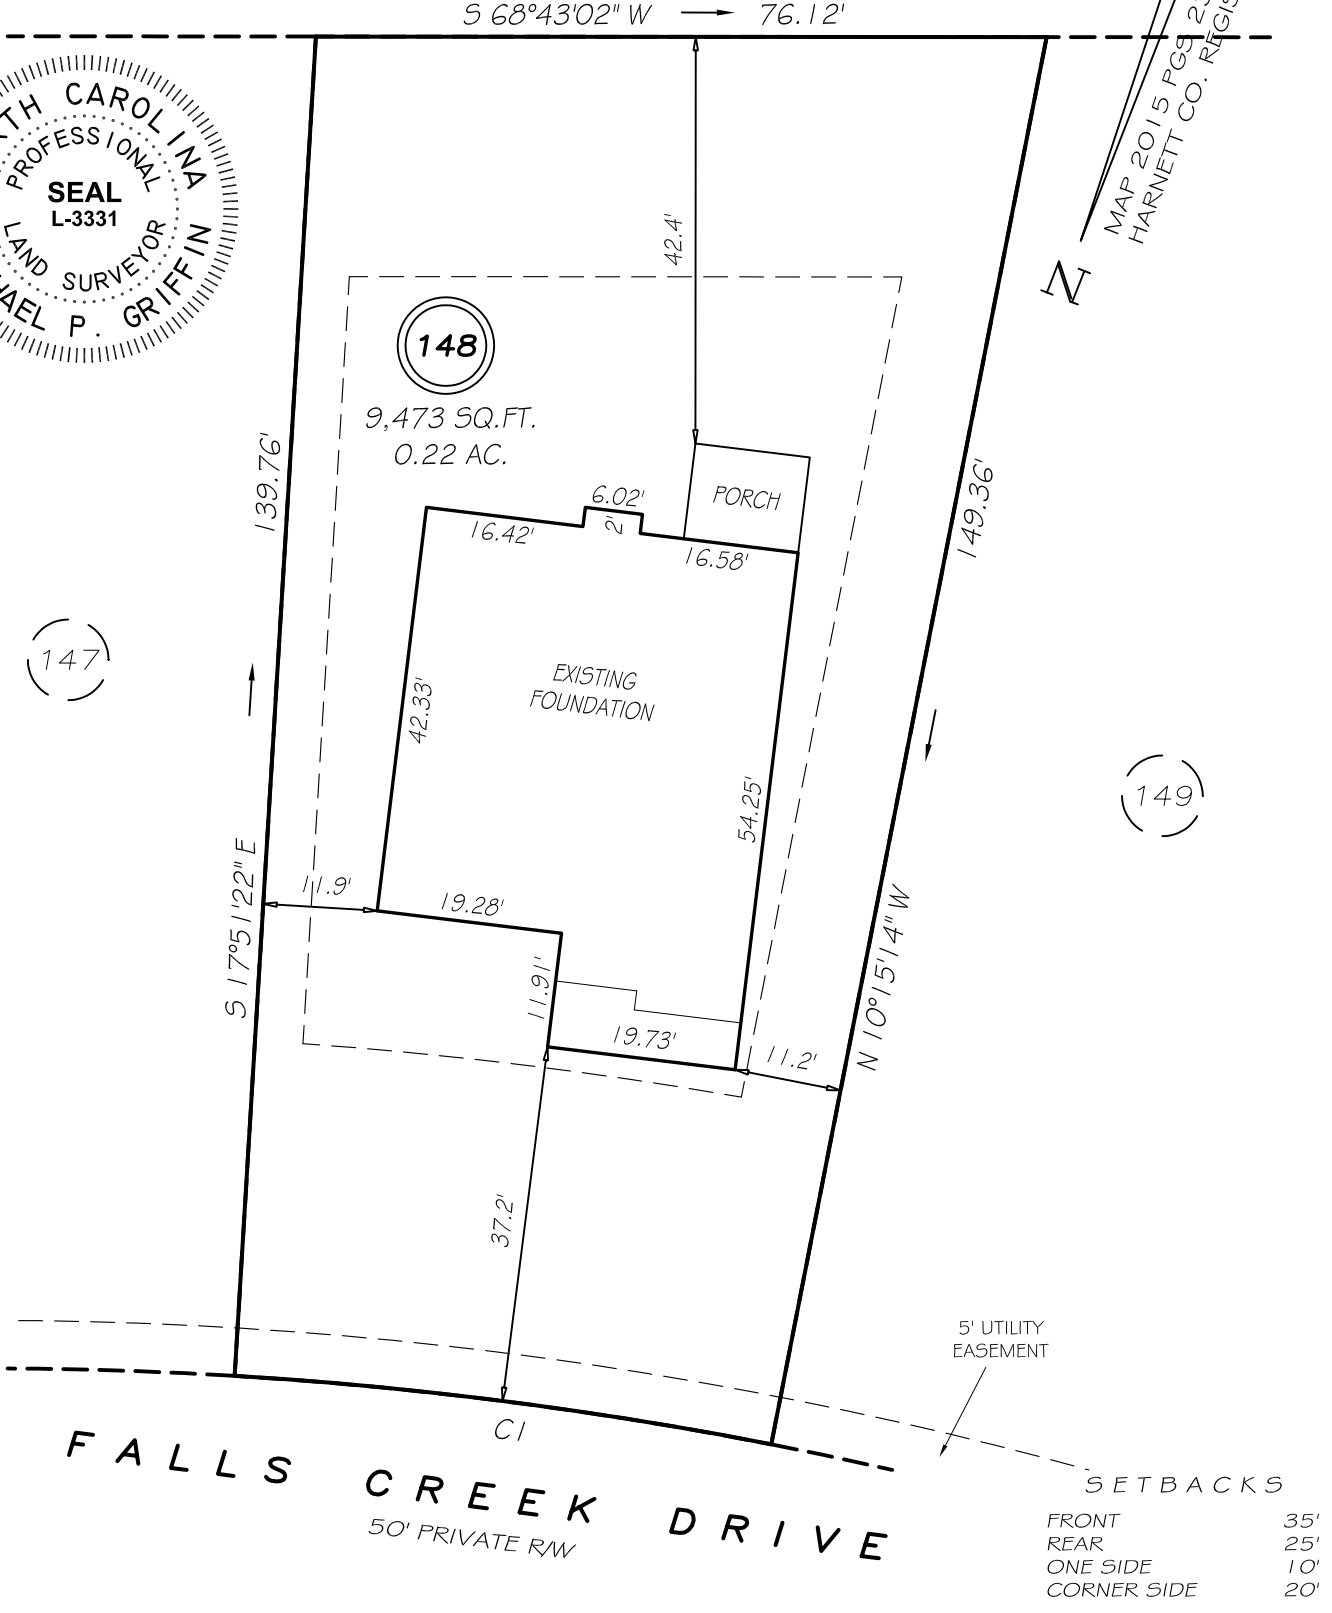 S 68°43'02" W 76.12'
MAP 2015 PGS
HARNETT CO.
N
CAROLINA
PROFESSIONAL
SEAL
L-3331
LAND SURVEYOR
P. GRIFFIN
42.4'
148
9,473 SQ.FT.
0.22 AC.
139.76'
149.36'
PORCH
6.02'
2'
16.42'
16.58'
147
EXISTING
FOUNDATION
42.33'
54.25'
149
S 17°51'22" E
11.9'
19.28'
N 10°15'14" W
11.91'
19.73'
11.2'
37.2'
5' UTILITY
EASEMENT
C1
FALLS CREEK DRIVE
50' PRIVATE R/W
SETBACKS
FRONT 35'
REAR 25'
ONE SIDE 10'
CORNER SIDE 20'